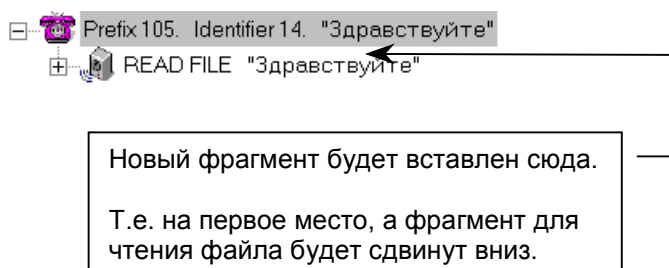 Prefix 105. Identifier 14. "Здравствуйте"
READ FILE "Здравствуйте"
Новый фрагмент будет вставлен сюда.
Т.е. на первое место, а фрагмент для
чтения файла будет сдвинут вниз.